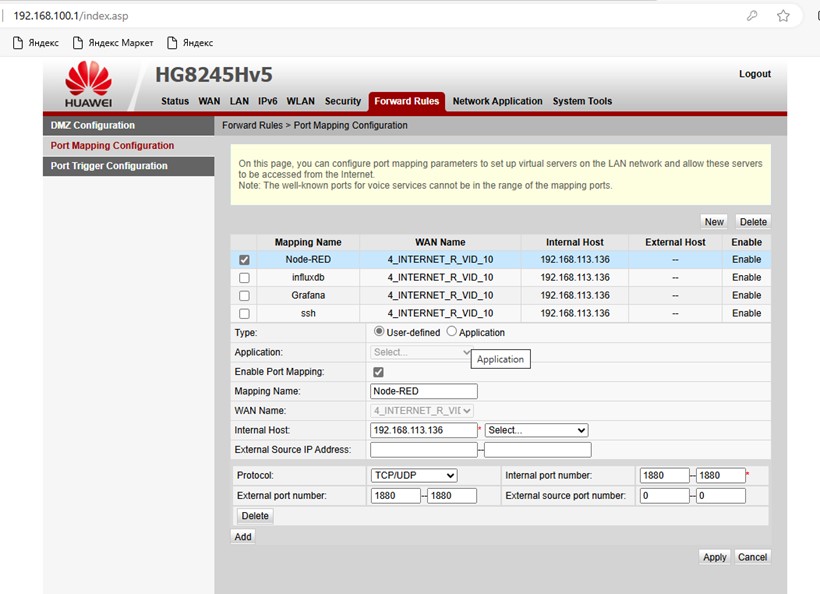 192.168.100.1/index.asp
Яндекс Яндекс Маркет Яндекс
HUAWEI
HG8245Hv5
Logout
Status WAN LAN IPv6 WLAN Security Forward Rules Network Application System Tools
DMZ Configuration
Port Mapping Configuration
Port Trigger Configuration
Forward Rules > Port Mapping Configuration
On this page, you can configure port mapping parameters to set up virtual servers on the LAN network and allow these servers
to be accessed from the Internet.
Note: The well-known ports for voice services cannot be in the range of the mapping ports.
New Delete
Mapping Name WAN Name Internal Host External Host Enable
Node-RED 4_INTERNET_R_VID_10 192.168.113.136 -- Enable
influxdb 4_INTERNET_R_VID_10 192.168.113.136 -- Enable
Grafana 4_INTERNET_R_VID_10 192.168.113.136 -- Enable
ssh 4_INTERNET_R_VID_10 192.168.113.136 -- Enable
Type: User-defined Application
Application: Select... Application
Enable Port Mapping:
Mapping Name: Node-RED
WAN Name: 4_INTERNET_R_VI
Internal Host: 192.168.113.136 * Select...
External Source IP Address: --
Protocol: TCP/UDP Internal port number: 1880 -- 1880 *
External port number: 1880 -- 1880 External source port number: 0 -- 0
Delete
Add
Apply Cancel